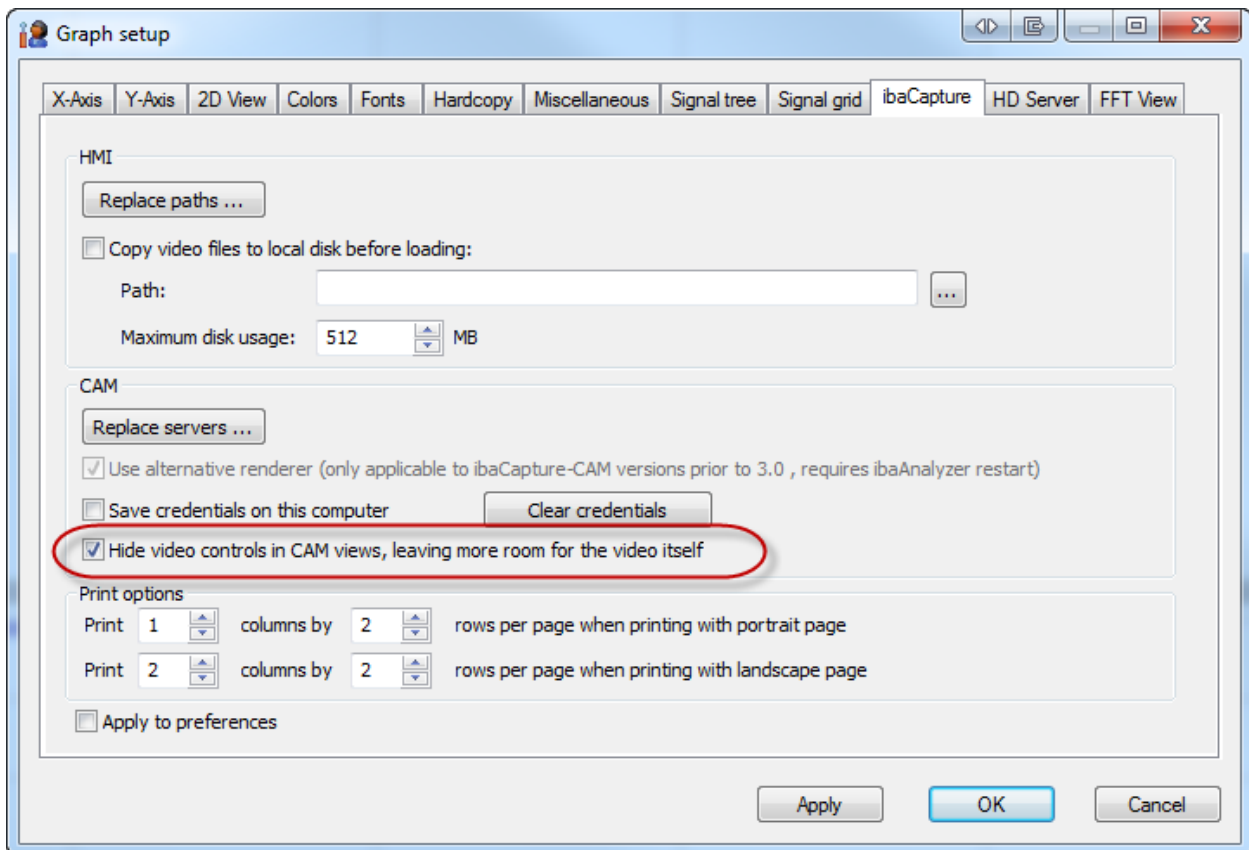 Graph setup
X-Axis Y-Axis 2D View Colors Fonts Hardcopy Miscellaneous Signal tree Signal grid ibaCapture HD Server FFT View
HMI
Replace paths ...
Copy video files to local disk before loading:
Path: ...
Maximum disk usage: 512 MB
CAM
Replace servers ...
Use alternative renderer (only applicable to ibaCapture-CAM versions prior to 3.0 , requires ibaAnalyzer restart)
Save credentials on this computer Clear credentials
Hide video controls in CAM views, leaving more room for the video itself
Print options
Print 1 columns by 2 rows per page when printing with portrait page
Print 2 columns by 2 rows per page when printing with landscape page
Apply to preferences
Apply OK Cancel